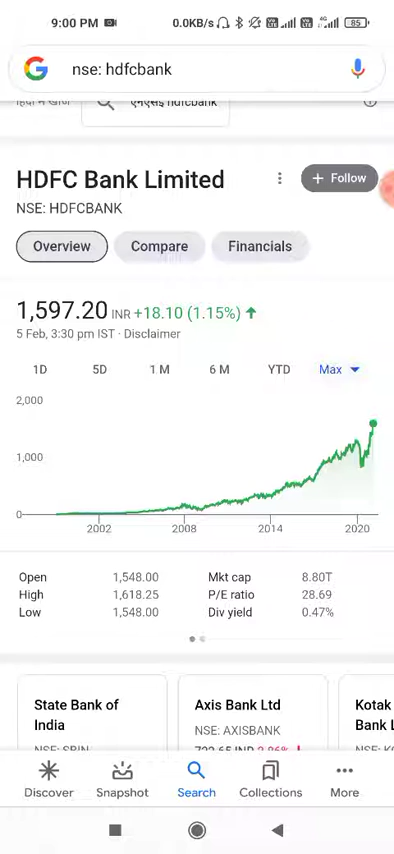 9:00 PM 0.0KB/s 4G 85
nse: hdfcbank
hdfcbank
HDFC Bank Limited
+ Follow
NSE: HDFCBANK
Overview Compare Financials
1,597.20 INR +18.10 (1.15%)
5 Feb, 3:30 pm IST · Disclaimer
1D 5D 1 M 6 M YTD Max
2,000
1,000
0
2002 2008 2014 2020
Open 1,548.00 Mkt cap 8.80T
High 1,618.25 P/E ratio 28.69
Low 1,548.00 Div yield 0.47%
State Bank of India
Axis Bank Ltd
NSE: AXISBANK
Kotak
Bank L
NSE: SBIN
Discover Snapshot Search Collections More